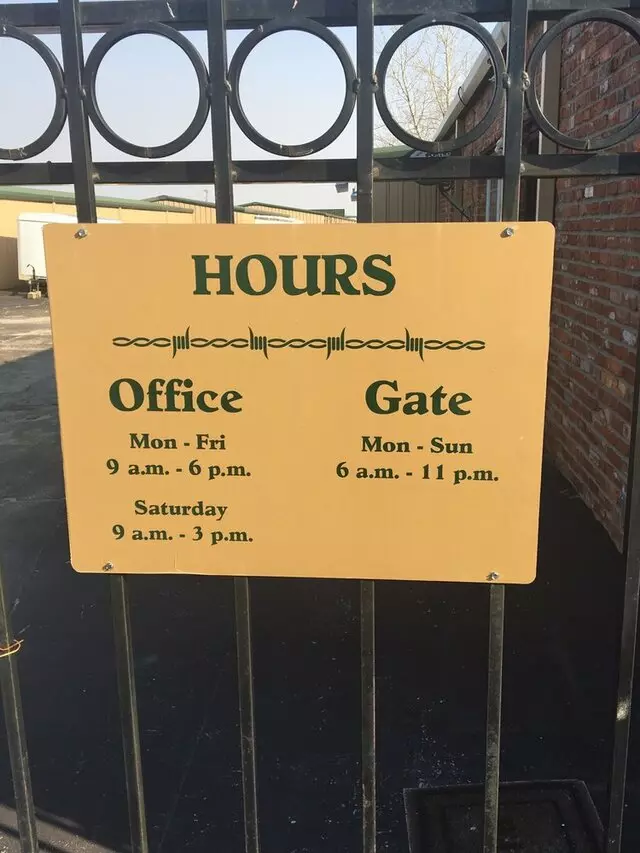 HOURS
Office
Mon - Fri
9 a.m. - 6 p.m.
Saturday
9 a.m. - 3 p.m.
Gate
Mon - Sun
6 a.m. - 11 p.m.